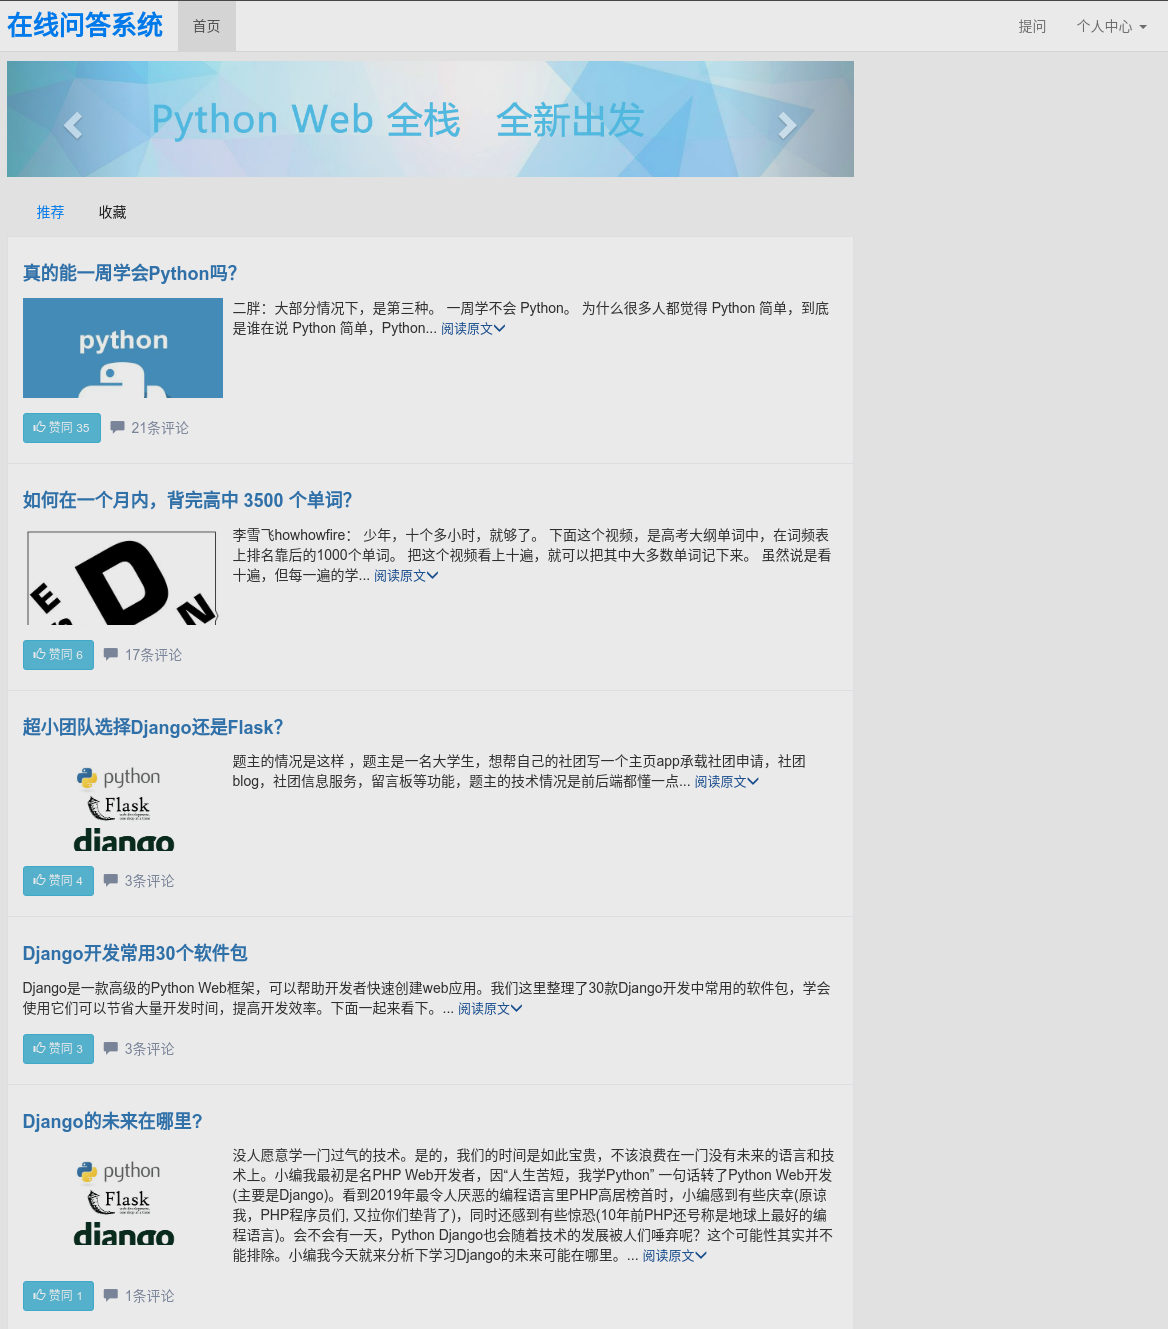 在线问答系统 首页 提问 个人中心
Python Web 全栈 全新出发
推荐 收藏
真的能一周学会Python吗？
python
二胖：大部分情况下，是第三种。 一周学不会 Python。 为什么很多人都觉得 Python 简单，到底
是谁在说 Python 简单，Python... 阅读原文
赞同 35 21条评论
如何在一个月内，背完高中 3500 个单词？
E D N
李雪飞howhowfire： 少年，十个多小时，就够了。 下面这个视频，是高考大纲单词中，在词频表
上排名靠后的1000个单词。 把这个视频看上十遍，就可以把其中大多数单词记下来。 虽然说是看
十遍，但每一遍的学... 阅读原文
赞同 6 17条评论
超小团队选择Django还是Flask？
python
Flask
django
题主的情况是这样 ，题主是一名大学生，想帮自己的社团写一个主页app承载社团申请，社团
blog，社团信息服务，留言板等功能，题主的技术情况是前后端都懂一点... 阅读原文
赞同 4 3条评论
Django开发常用30个软件包
Django是一款高级的Python Web框架，可以帮助开发者快速创建web应用。我们这里整理了30款Django开发中常用的软件包，学会
使用它们可以节省大量开发时间，提高开发效率。下面一起来看下。... 阅读原文
赞同 3 3条评论
Django的未来在哪里?
python
Flask
django
没人愿意学一门过气的技术。是的，我们的时间是如此宝贵，不该浪费在一门没有未来的语言和技
术上。小编我最初是名PHP Web开发者，因“人生苦短，我学Python” 一句话转了Python Web开发
(主要是Django)。看到2019年最令人厌恶的编程语言里PHP高居榜首时，小编感到有些庆幸(原谅
我，PHP程序员们, 又拉你们垫背了)，同时还感到有些惊恐(10年前PHP还号称是地球上最好的编
程语言)。会不会有一天，Python Django也会随着技术的发展被人们唾弃呢？这个可能性其实并不
能排除。小编我今天就来分析下学习Django的未来可能在哪里。... 阅读原文
赞同 1 1条评论